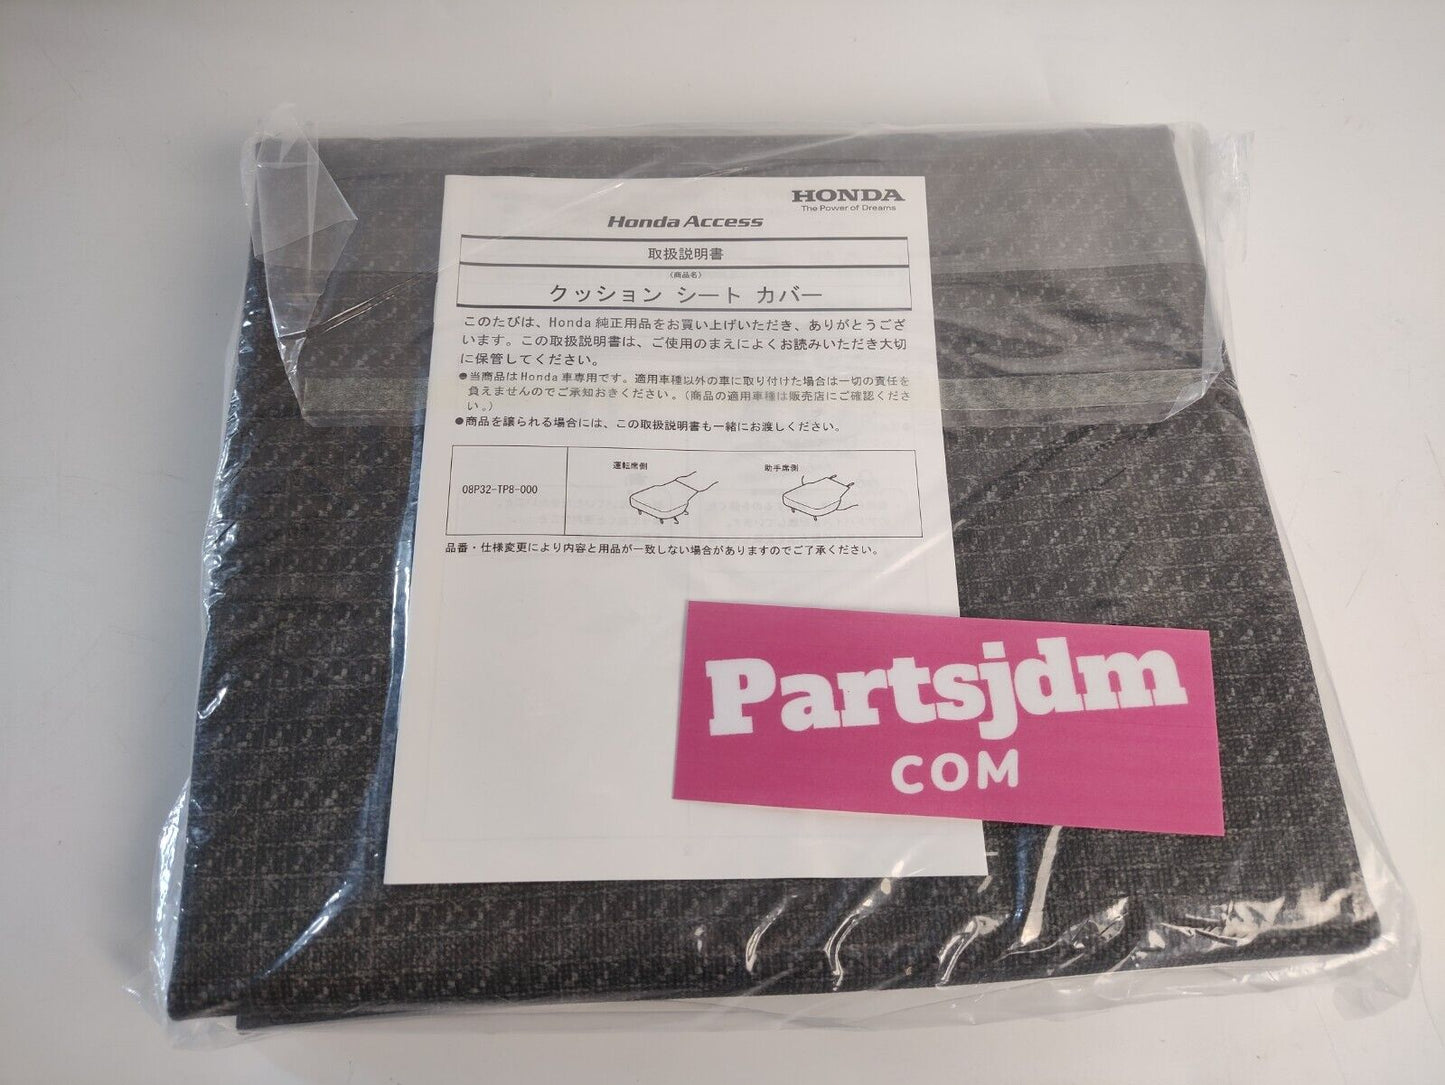 HONDA
The Power of Dreams
Honda Access
取扱説明書
(商品名)
クッション シート カバー
このたびは、Honda 純正用品をお買い上げいただき、ありがとうござ
います。この取扱説明書は、ご使用のまえによくお読みいただき大切
に保管してください。
●当商品はHonda車専用です。適用車種以外の車に取り付けた場合は一切の責任を
負えませんのでご承知おきください。(商品の適用車種は販売店にご確認くださ
い。)
●商品を譲られる場合には、この取扱説明書も一緒にお渡しください。
運転席側
助手席側
08P32-TP8-000
品番・仕様変更により内容と用品が一致しない場合がありますのでご了承ください。
Partsjdm
COM